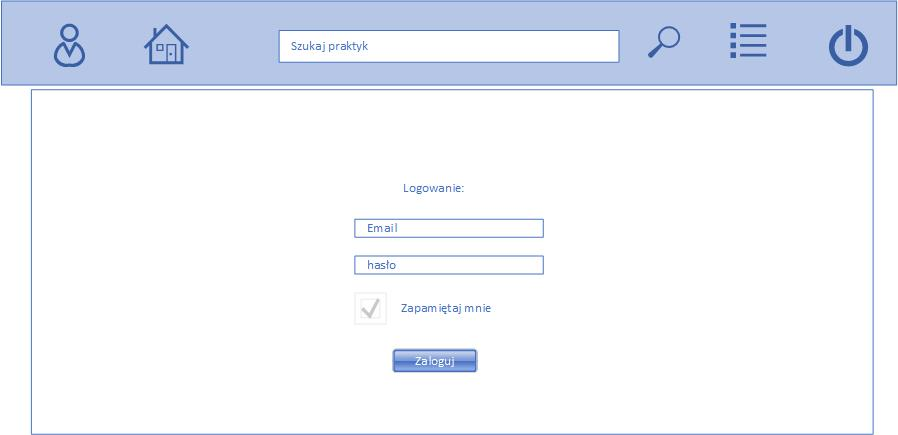 Szukaj praktyk
Logowanie:
Email
hasło
Zapamiętaj mnie
Zaloguj